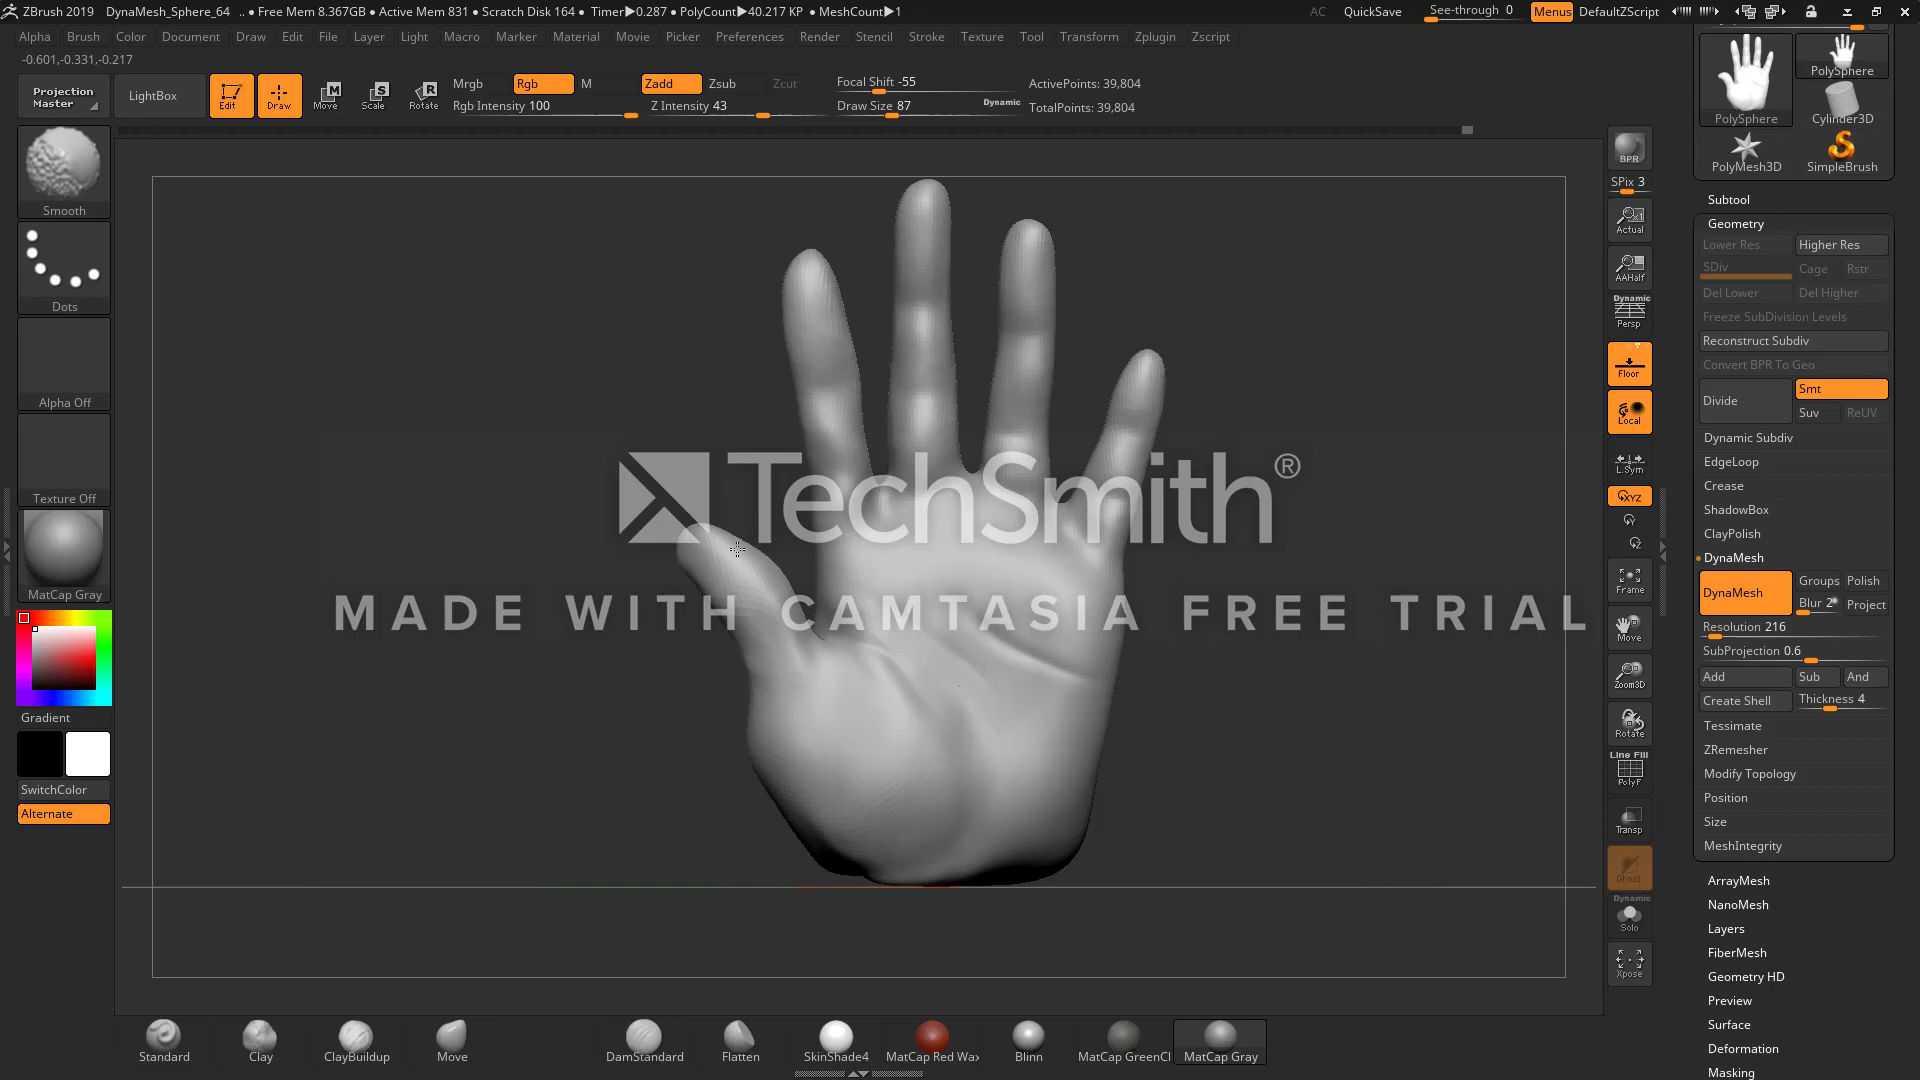 ZBrush 2019 DynaMesh_Sphere_64 .. ● Free Mem 8.367GB ● Active Mem 831 ● Scratch Disk 164 ● Timer▶0.287 ● PolyCount▶40.217 KP ● MeshCount▶1 AC QuickSave See-through 0 Menus DefaultZScript
Alpha Brush Color Document Draw Edit File Layer Light Macro Marker Material Movie Picker Preferences Render Stencil Stroke Texture Tool Transform Zplugin Zscript
-0.601,-0.331,-0.217
Projection Master
LightBox
Edit
Draw
Move
Scale
Rotate
Mrgb Rgb M
Rgb Intensity 100
Zadd Zsub Zcut
Z Intensity 43
Focal Shift -55
Draw Size 87
Dynamic
ActivePoints: 39,804
TotalPoints: 39,804
Smooth
Dots
Alpha Off
Texture Off
MatCap Gray
Gradient
SwitchColor
Alternate
TechSmith®
MADE WITH CAMTASIA FREE TRIAL
BPR
SPix 3
Actual
AAHalf
Dynamic
Persp
Floor
Local
L.Sym
XYZ
Y
Z
Frame
Move
Zoom3D
Rotate
Line Fill
PolyF
Transp
Ghost
Dynamic
Solo
Xpose
PolySphere
PolySphere
Cylinder3D
PolyMesh3D
SimpleBrush
Subtool
Geometry
Lower Res Higher Res
SDiv Cage Rstr
Del Lower Del Higher
Freeze SubDivision Levels
Reconstruct Subdiv
Convert BPR To Geo
Divide Smt
Suv ReUV
Dynamic Subdiv
EdgeLoop
Crease
ShadowBox
ClayPolish
DynaMesh
DynaMesh Groups Polish
Blur 2 Project
Resolution 216
SubProjection 0.6
Add Sub And
Create Shell Thickness 4
Tessimate
ZRemesher
Modify Topology
Position
Size
MeshIntegrity
ArrayMesh
NanoMesh
Layers
FiberMesh
Geometry HD
Preview
Surface
Deformation
Masking
Standard Clay ClayBuildup Move DamStandard Flatten SkinShade4 MatCap Red Wax Blinn MatCap GreenCl MatCap Gray